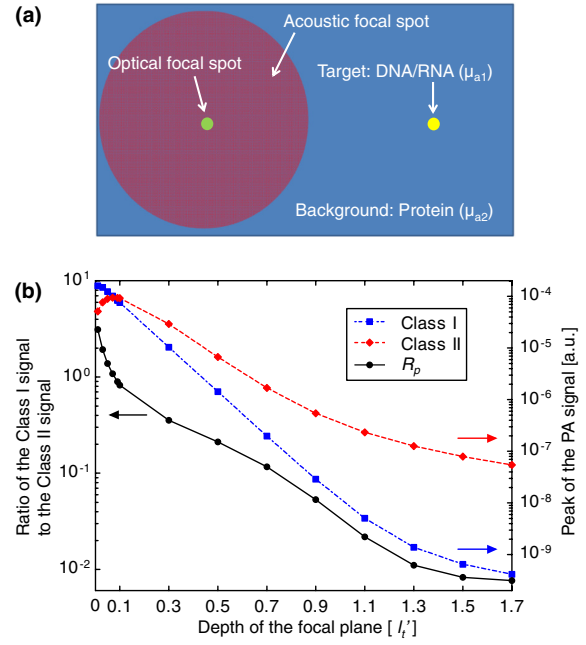 (a)
Acoustic focal spot
Optical focal spot
Target: DNA/RNA (μa1)
Background: Protein (μa2)
(b)
Ratio of the Class I signal
to the Class II signal
10¹
10⁰
10⁻¹
10⁻²
Class I
Class II
Rp
10⁻⁴
10⁻⁵
10⁻⁶
10⁻⁷
10⁻⁸
10⁻⁹
Peak of the PA signal [a.u.]
0 0.1 0.3 0.5 0.7 0.9 1.1 1.3 1.5 1.7
Depth of the focal plane [ lt' ]